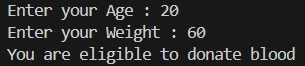 Enter your Age : 20
Enter your Weight : 60
You are eligible to donate blood